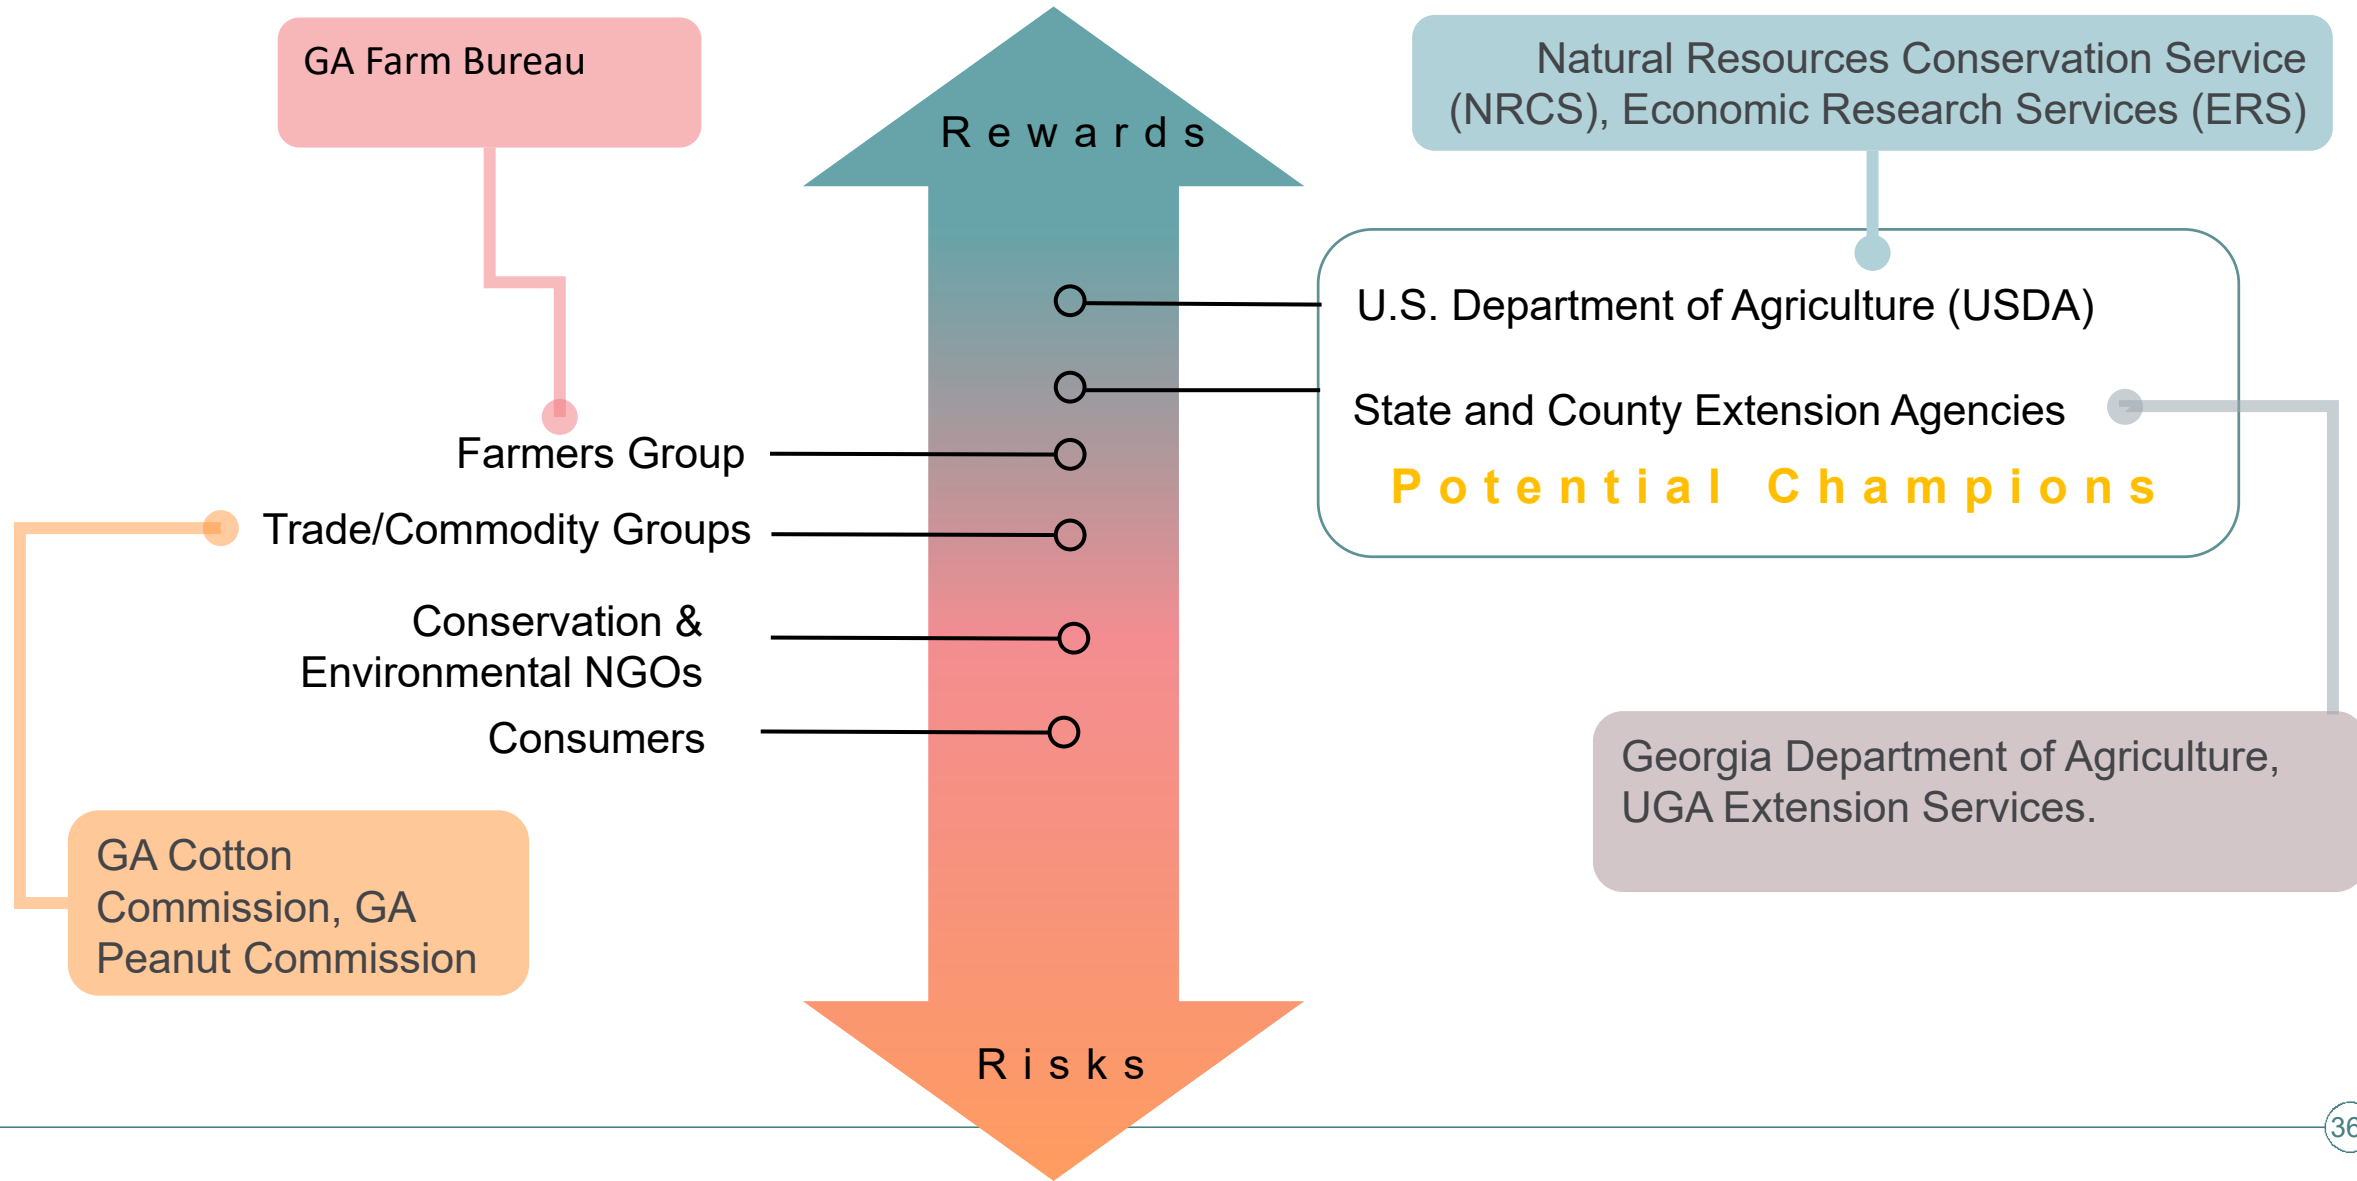 GA Farm Bureau
Rewards
Natural Resources Conservation Service
(NRCS), Economic Research Services (ERS)
U.S. Department of Agriculture (USDA)
State and County Extension Agencies
Potential Champions
Farmers Group
Trade/Commodity Groups
Conservation &
Environmental NGOs
Consumers
Georgia Department of Agriculture,
UGA Extension Services.
GA Cotton
Commission, GA
Peanut Commission
Risks
36